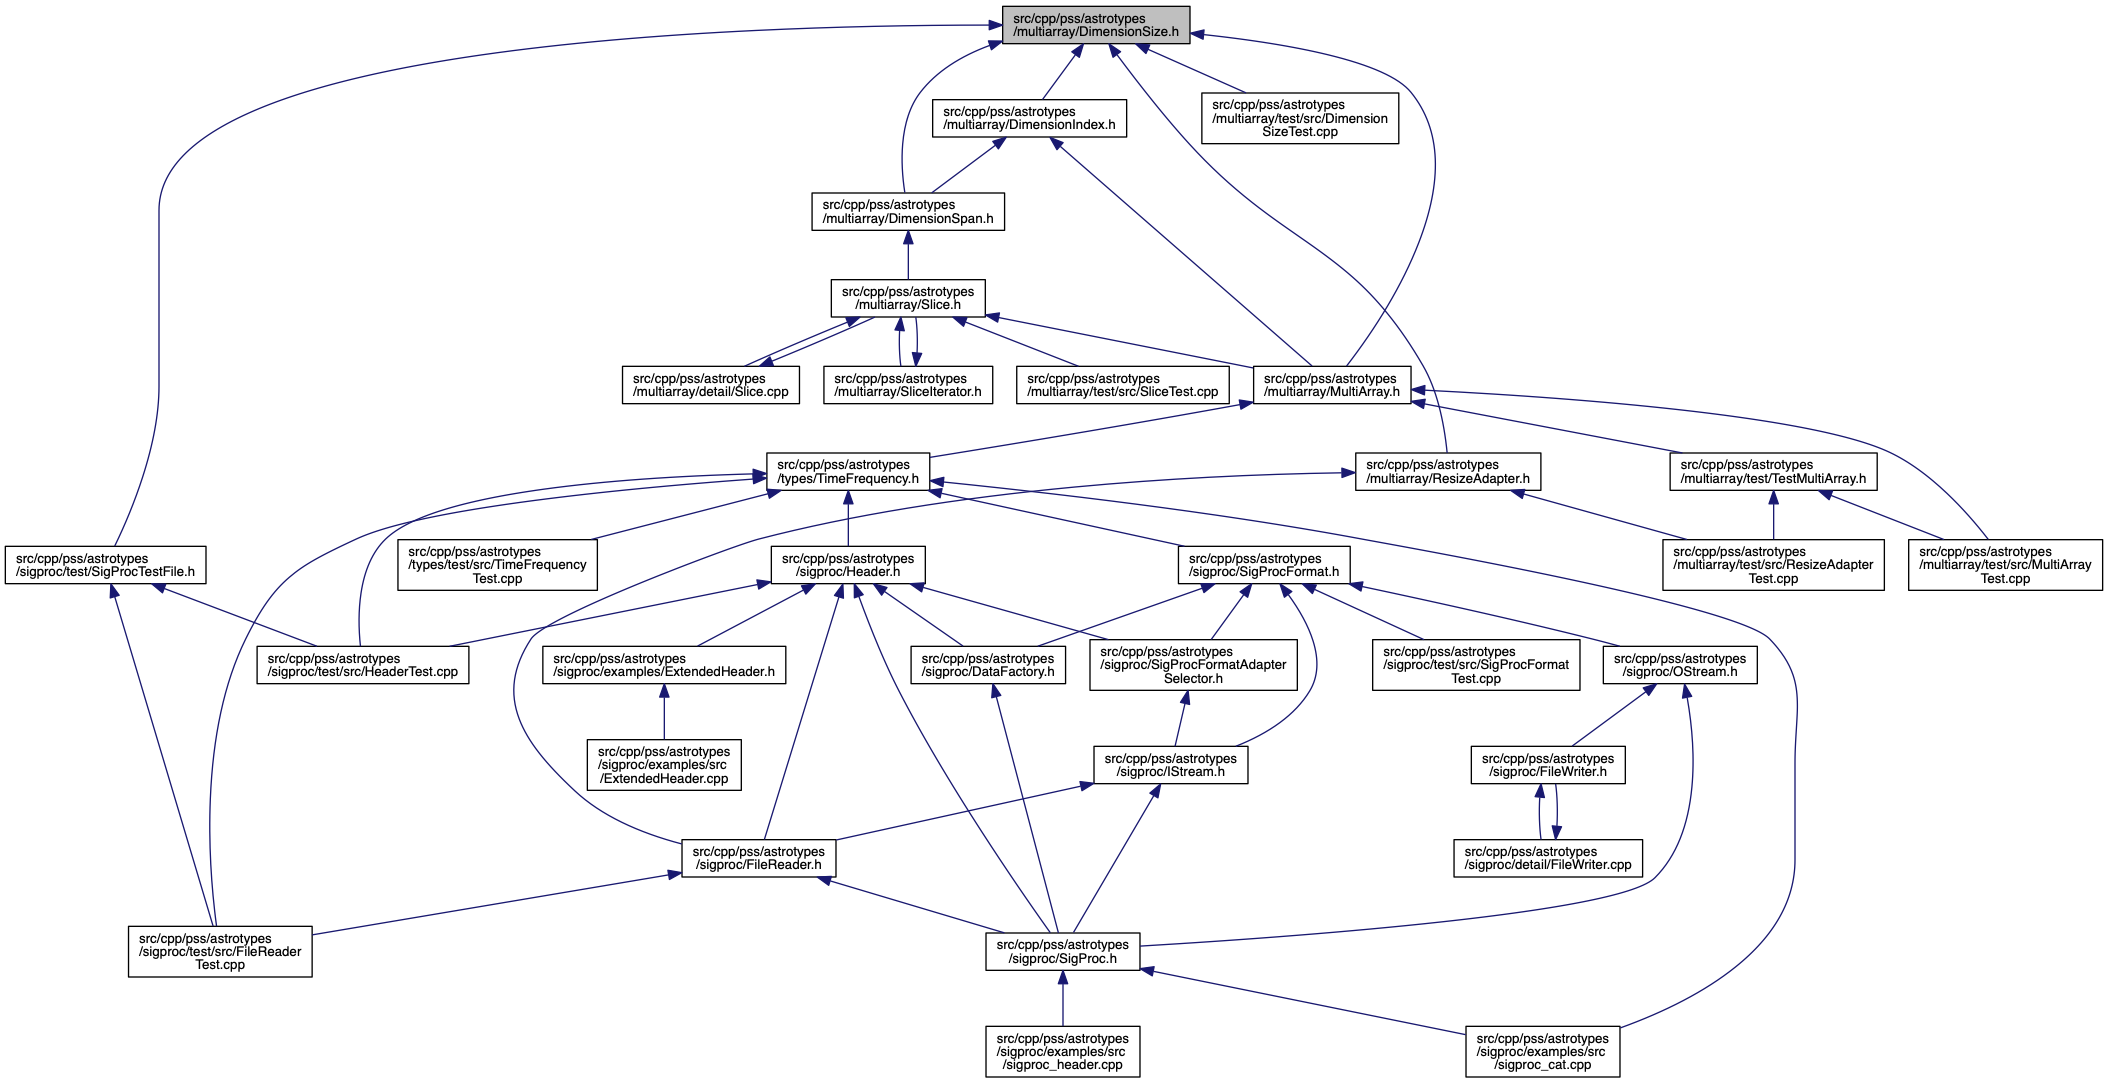 src/cpp/pss/astrotypes
/multiarray/DimensionSize.h
src/cpp/pss/astrotypes
/multiarray/DimensionIndex.h
src/cpp/pss/astrotypes
/multiarray/test/src/Dimension
SizeTest.cpp
src/cpp/pss/astrotypes
/multiarray/DimensionSpan.h
src/cpp/pss/astrotypes
/multiarray/Slice.h
src/cpp/pss/astrotypes
/multiarray/detail/Slice.cpp
src/cpp/pss/astrotypes
/multiarray/SliceIterator.h
src/cpp/pss/astrotypes
/multiarray/test/src/SliceTest.cpp
src/cpp/pss/astrotypes
/multiarray/MultiArray.h
src/cpp/pss/astrotypes
/types/TimeFrequency.h
src/cpp/pss/astrotypes
/multiarray/ResizeAdapter.h
src/cpp/pss/astrotypes
/multiarray/test/TestMultiArray.h
src/cpp/pss/astrotypes
/sigproc/test/SigProcTestFile.h
src/cpp/pss/astrotypes
/types/test/src/TimeFrequency
Test.cpp
src/cpp/pss/astrotypes
/sigproc/Header.h
src/cpp/pss/astrotypes
/sigproc/SigProcFormat.h
src/cpp/pss/astrotypes
/multiarray/test/src/ResizeAdapter
Test.cpp
src/cpp/pss/astrotypes
/multiarray/test/src/MultiArray
Test.cpp
src/cpp/pss/astrotypes
/sigproc/test/src/HeaderTest.cpp
src/cpp/pss/astrotypes
/sigproc/examples/ExtendedHeader.h
src/cpp/pss/astrotypes
/sigproc/DataFactory.h
src/cpp/pss/astrotypes
/sigproc/SigProcFormatAdapter
Selector.h
src/cpp/pss/astrotypes
/sigproc/test/src/SigProcFormat
Test.cpp
src/cpp/pss/astrotypes
/sigproc/OStream.h
src/cpp/pss/astrotypes
/sigproc/examples/src
/ExtendedHeader.cpp
src/cpp/pss/astrotypes
/sigproc/IStream.h
src/cpp/pss/astrotypes
/sigproc/FileWriter.h
src/cpp/pss/astrotypes
/sigproc/FileReader.h
src/cpp/pss/astrotypes
/sigproc/detail/FileWriter.cpp
src/cpp/pss/astrotypes
/sigproc/test/src/FileReader
Test.cpp
src/cpp/pss/astrotypes
/sigproc/SigProc.h
src/cpp/pss/astrotypes
/sigproc/examples/src
/sigproc_header.cpp
src/cpp/pss/astrotypes
/sigproc/examples/src
/sigproc_cat.cpp